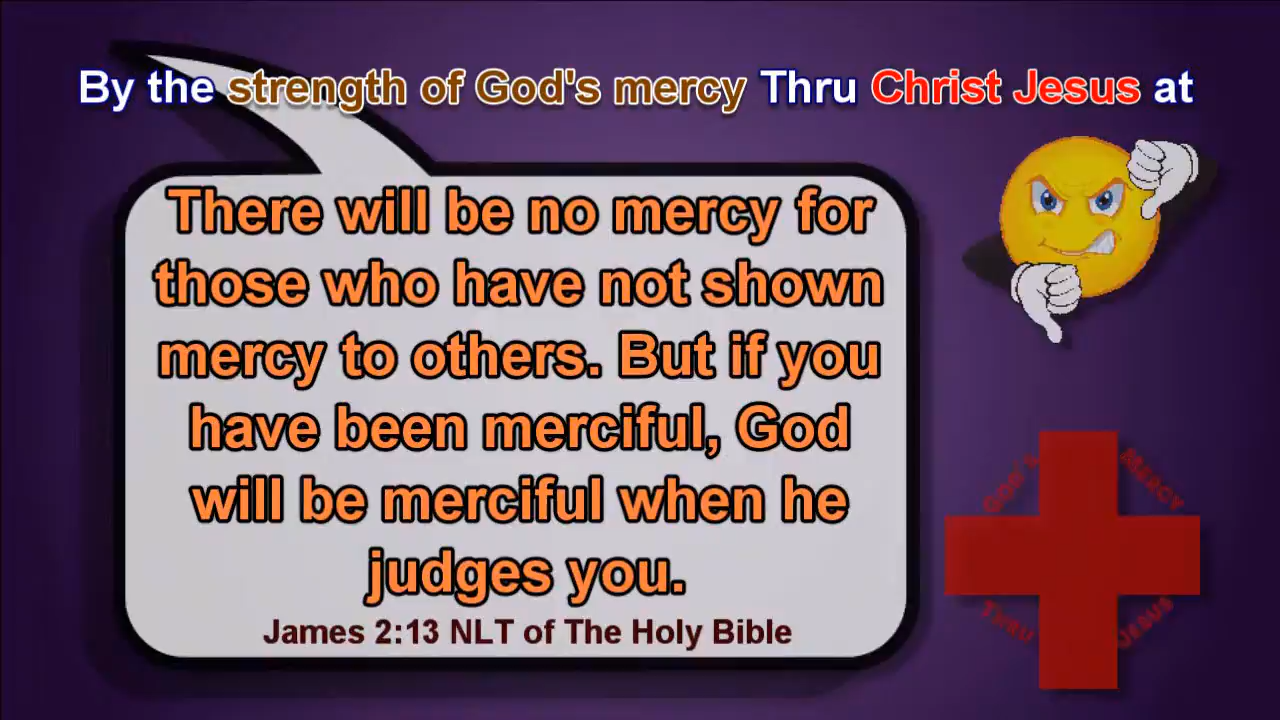 By the strength of God's mercy Thru Christ Jesus at
There will be no mercy for
those who have not shown
mercy to others. But if you
have been merciful, God
will be merciful when he
judges you.
James 2:13 NLT of The Holy Bible
GOD'S MERCY
THRU JESUS